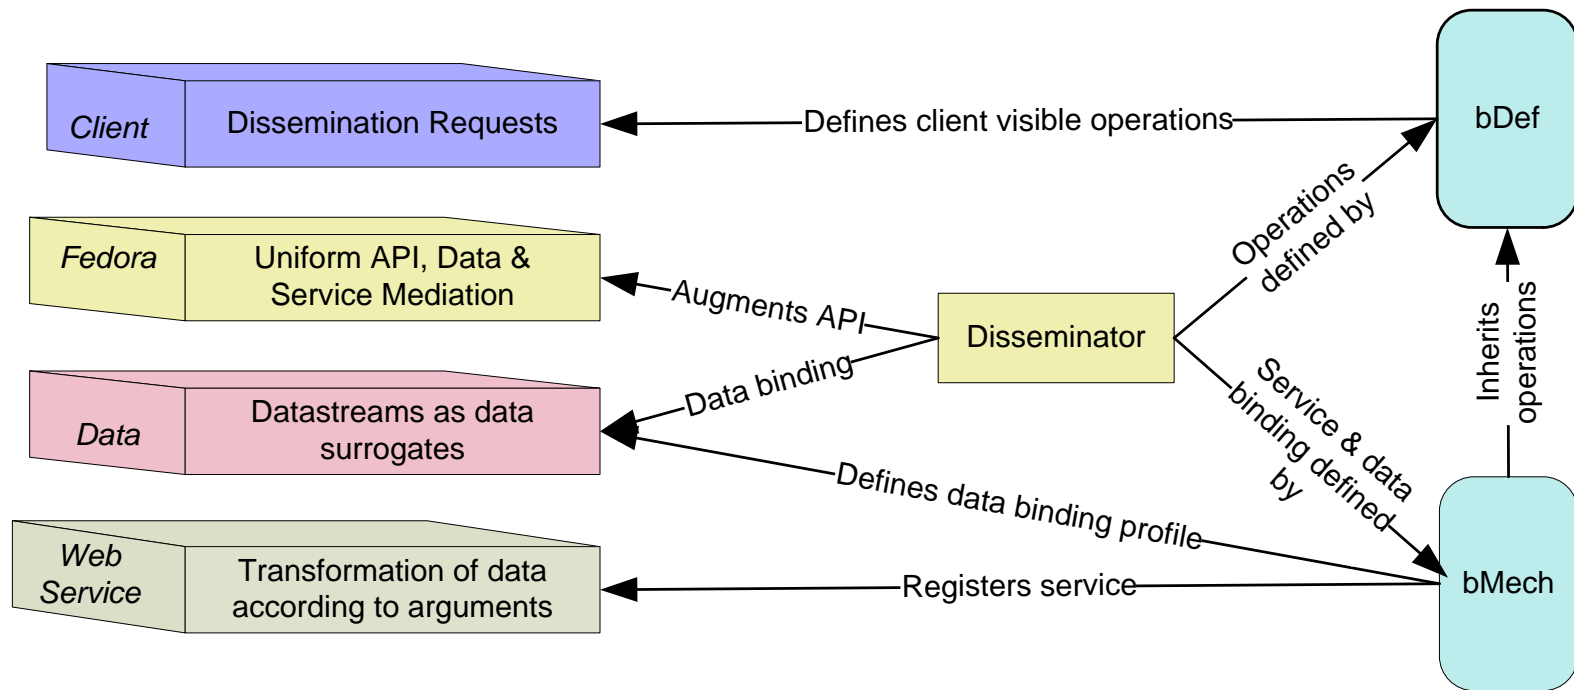 Client
Dissemination Requests
Defines client visible operations
bDef
Operations
defined by
Fedora
Uniform API, Data &
Service Mediation
Augments API
Disseminator
Inherits
operations
Data
Datastreams as data
surrogates
Data binding
Service & data
binding defined
by
Defines data binding profile
Web
Service
Transformation of data
according to arguments
Registers service
bMech